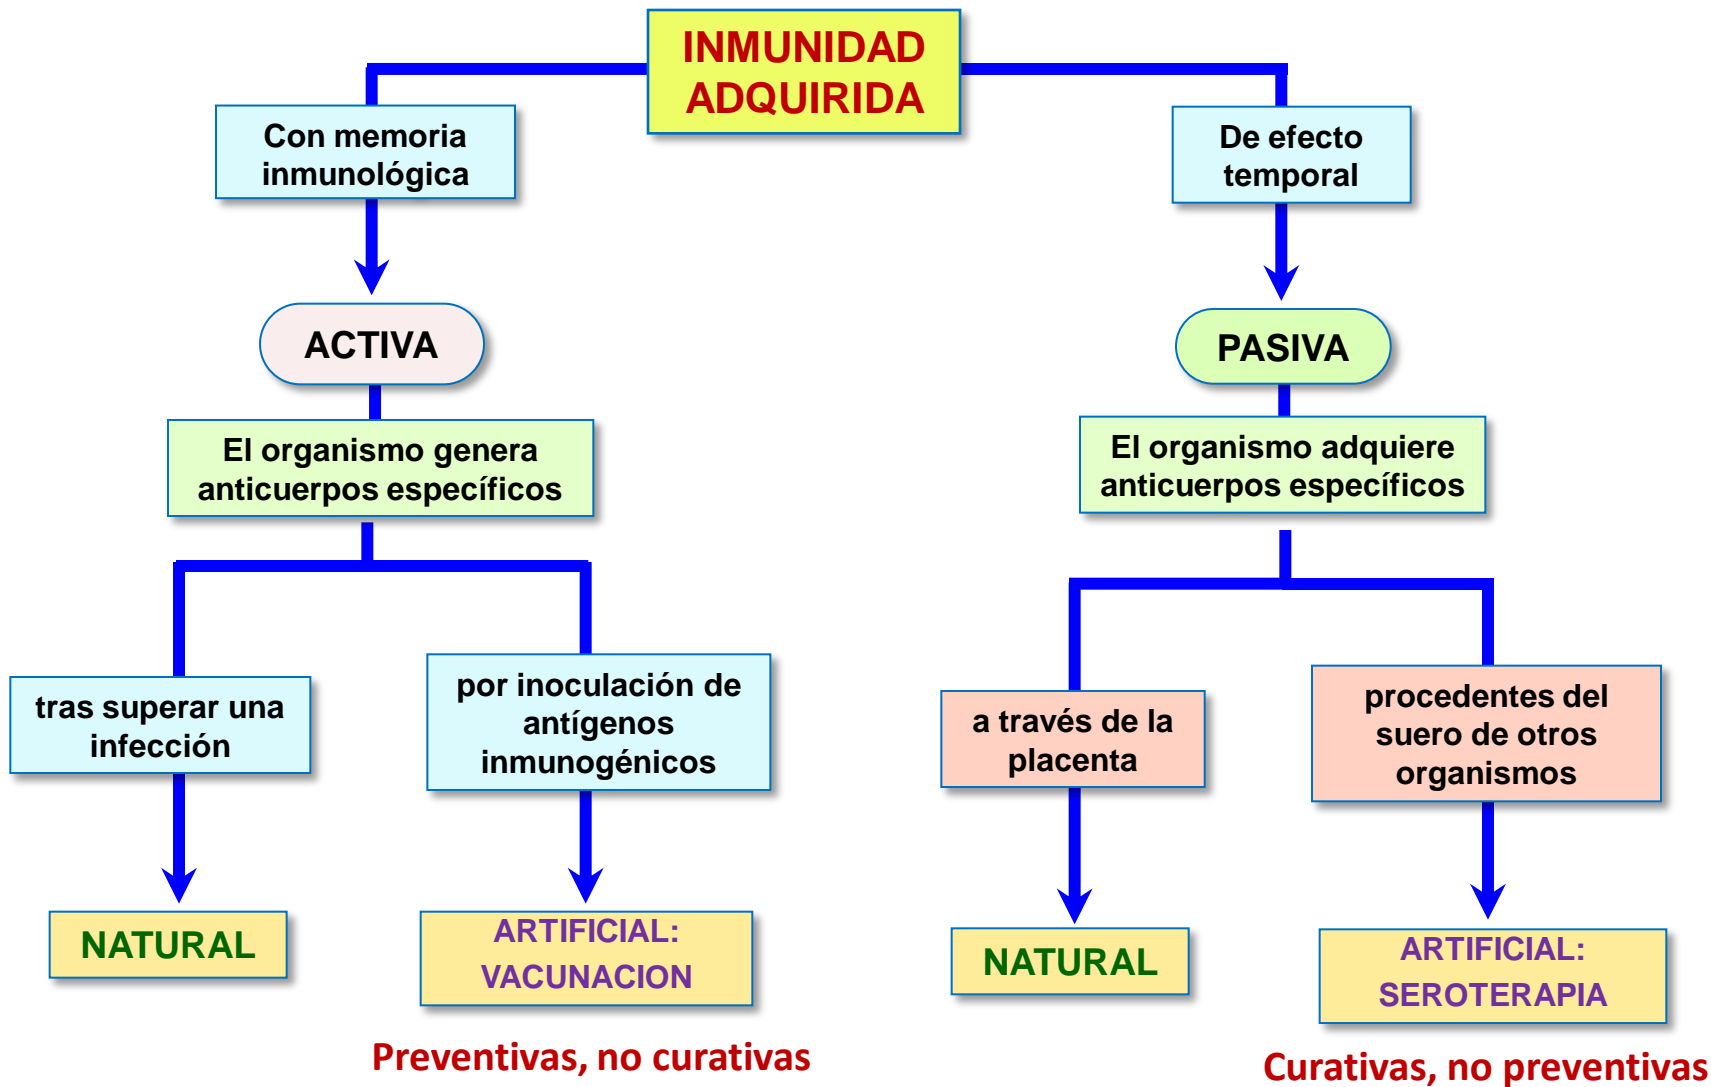 INMUNIDAD
ADQUIRIDA
Con memoria
inmunológica
De efecto
temporal
ACTIVA
PASIVA
El organismo genera
anticuerpos específicos
El organismo adquiere
anticuerpos específicos
tras superar una
infección
por inoculación de
antígenos
inmunogénicos
a través de la
placenta
procedentes del
suero de otros
organismos
NATURAL
ARTIFICIAL:
VACUNACION
NATURAL
ARTIFICIAL:
SEROTERAPIA
Preventivas, no curativas
Curativas, no preventivas